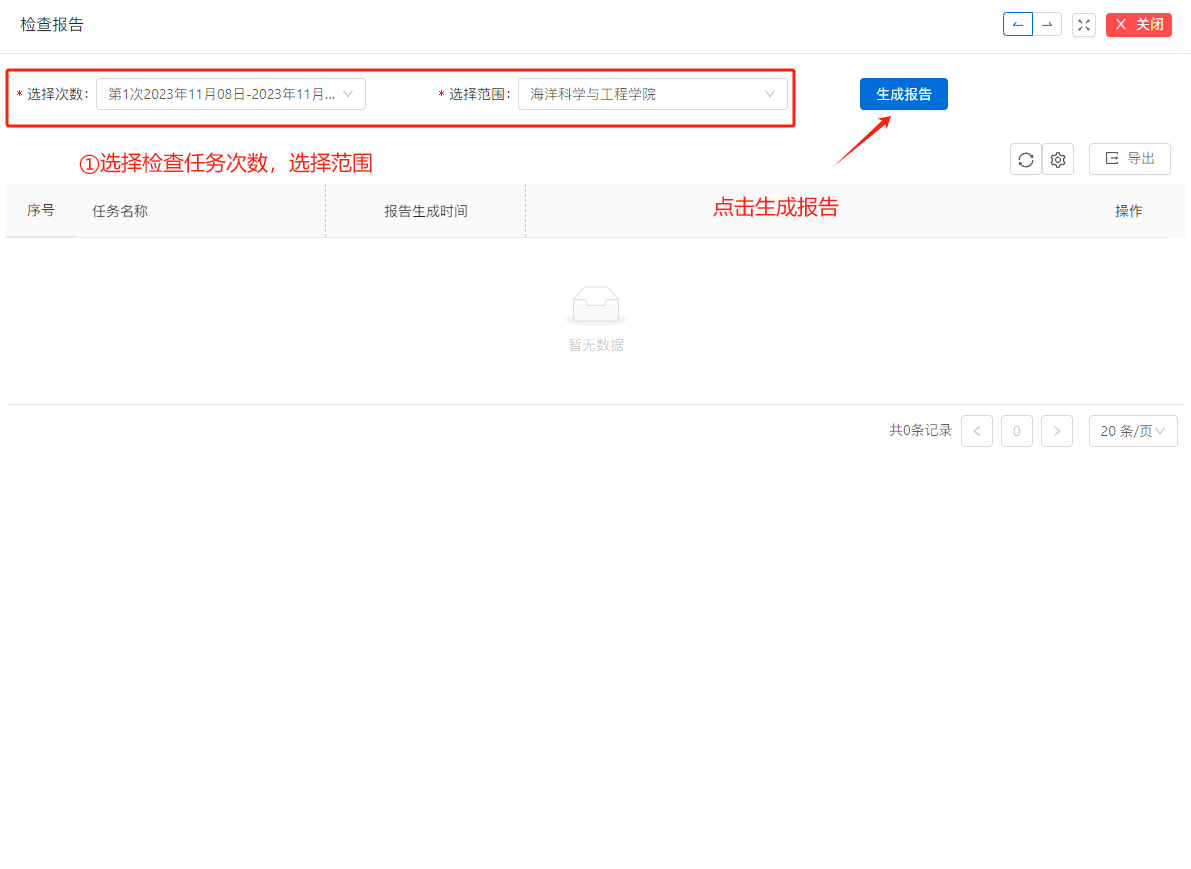 检查报告
关闭
* 选择次数: 第1次2023年11月08日-2023年11月... * 选择范围: 海洋科学与工程学院 生成报告
①选择检查任务次数，选择范围
导出
序号 任务名称 报告生成时间 点击生成报告 操作
暂无数据
共0条记录 < 0 > 20 条/页